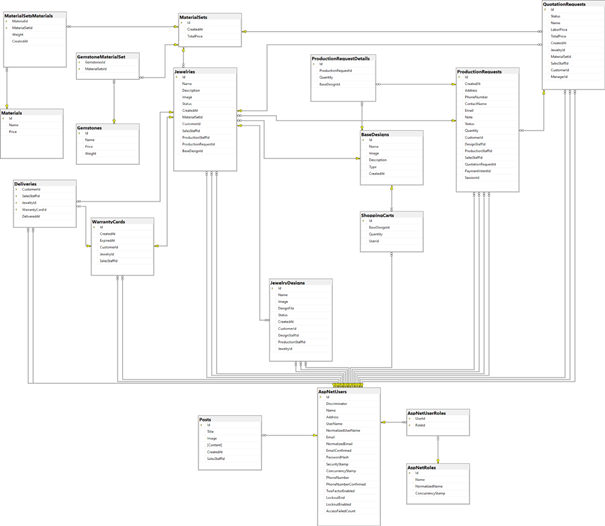 MaterialSetsMaterials
MaterialId
MaterialSetId
Weight
CreatedAt
MaterialSets
Id
CreatedAt
TotalPrice
QuotationRequests
Id
Status
Name
LaborPrice
TotalPrice
CreatedAt
JewelryId
MaterialSetId
SalesStaffId
CustomerId
ManagerId
GemstoneMaterialSet
GemstonesId
MaterialSetsId
Jewelries
Id
Name
Description
Image
Status
CreatedAt
MaterialSetId
CustomerId
SalesStaffId
ProductionStaffId
ProductionRequestId
BaseDesignId
ProductionRequestDetails
Id
ProductionRequestId
Quantity
BaseDesignId
ProductionRequests
Id
CreatedAt
Address
PhoneNumber
ContactName
Email
Note
Status
Quantity
CustomerId
DesignStaffId
ProductionStaffId
SalesStaffId
QuotationRequestId
PaymentIntentId
SessionId
Materials
Id
Name
Price
Gemstones
Id
Name
Price
Weight
BaseDesigns
Id
Name
Image
Description
Type
CreatedAt
Deliveries
CustomerId
SalesStaffId
JewelryId
WarrantyCardId
DeliveredAt
WarrantyCards
Id
CreatedAt
ExpiredAt
CustomerId
JewelryId
SalesStaffId
ShoppingCarts
Id
BaseDesignId
Quantity
UserId
JewelryDesigns
Id
Name
Image
DesignFile
Status
CreatedAt
CustomerId
DesignStaffId
ProductionStaffId
JewelryId
AspNetUsers
Id
Discriminator
Name
Address
UserName
NormalizedUserName
Email
NormalizedEmail
EmailConfirmed
PasswordHash
SecurityStamp
ConcurrencyStamp
PhoneNumber
PhoneNumberConfirmed
TwoFactorEnabled
LockoutEnd
LockoutEnabled
AccessFailedCount
Posts
Id
Title
Image
[Content]
CreatedAt
SalesStaffId
AspNetUserRoles
UserId
RoleId
AspNetRoles
Id
Name
NormalizedName
ConcurrencyStamp